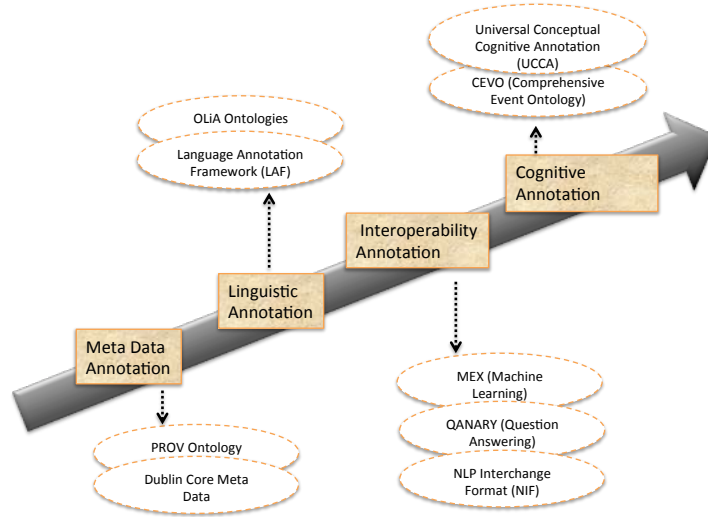 Universal Conceptual
Cognitive Annotation
(UCCA)
CEVO (Comprehensive
Event Ontology)
OLiA Ontologies
Language Annotation
Framework (LAF)
Cognitive
Annotation
Interoperability
Annotation
Linguistic
Annotation
Meta Data
Annotation
MEX (Machine
Learning)
QANARY (Question
Answering)
NLP Interchange
Format (NIF)
PROV Ontology
Dublin Core Meta
Data